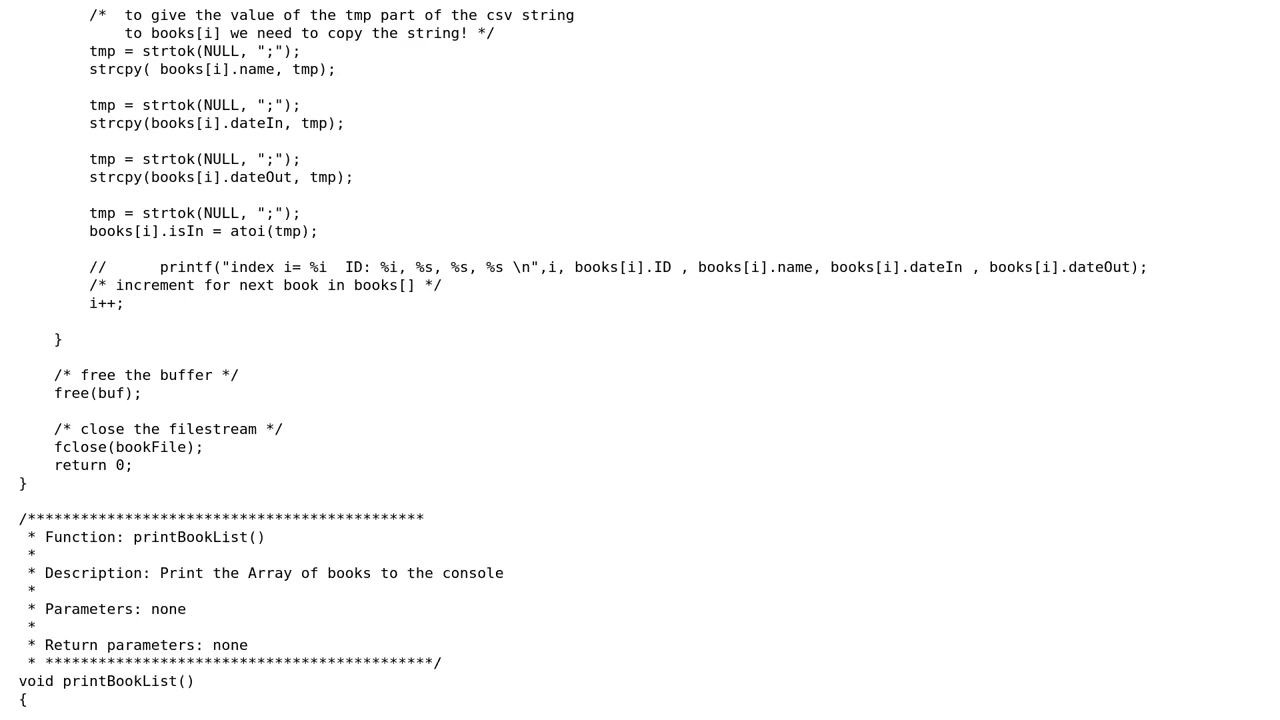 /*  to give the value of the tmp part of the csv string
    to books[i] we need to copy the string! */
tmp = strtok(NULL, ";");
strcpy( books[i].name, tmp);
tmp = strtok(NULL, ";");
strcpy(books[i].dateIn, tmp);
tmp = strtok(NULL, ";");
strcpy(books[i].dateOut, tmp);
tmp = strtok(NULL, ";");
books[i].isIn = atoi(tmp);
//      printf("index i= %i  ID: %i, %s, %s, %s \n",i, books[i].ID , books[i].name, books[i].dateIn , books[i].dateOut);
/* increment for next book in books[] */
i++;
}
/* free the buffer */
free(buf);
/* close the filestream */
fclose(bookFile);
return 0;
}
/*********************************************
 * Function: printBookList()
 *
 * Description: Print the Array of books to the console
 *
 * Parameters: none
 *
 * Return parameters: none
 * ********************************************/
void printBookList()
{